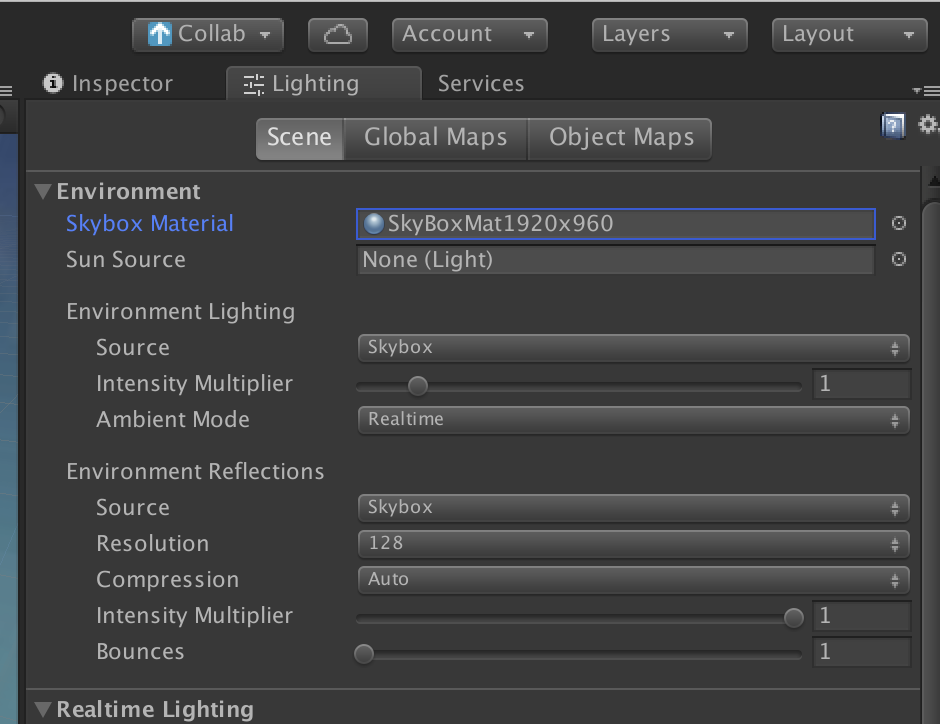 Collab Account Layers Layout
Inspector Lighting Services
Scene Global Maps Object Maps
Environment
Skybox Material SkyBoxMat1920x960
Sun Source None (Light)
Environment Lighting
Source Skybox
Intensity Multiplier 1
Ambient Mode Realtime
Environment Reflections
Source Skybox
Resolution 128
Compression Auto
Intensity Multiplier 1
Bounces 1
Realtime Lighting